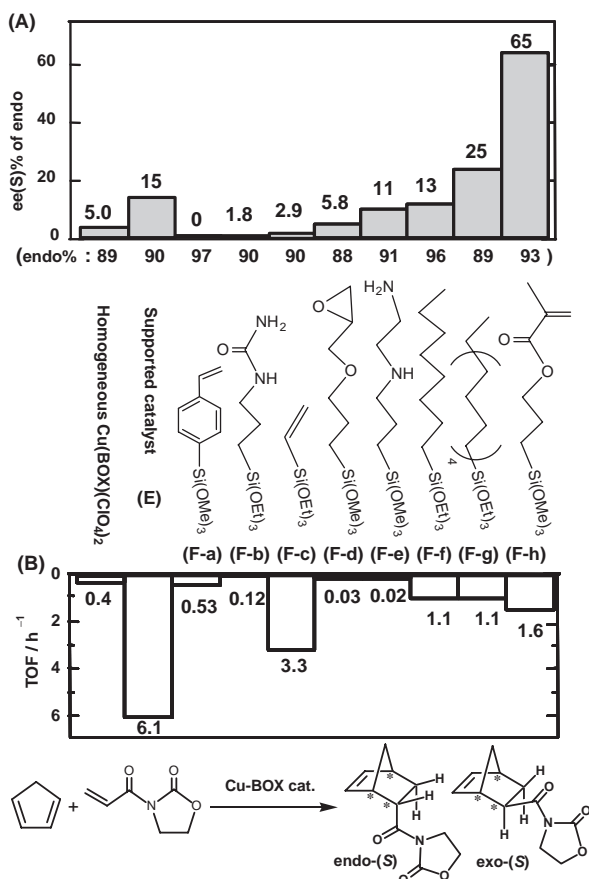 (A)
ee(S)% of endo
60
40
20
0
5.0
15
0
1.8
2.9
5.8
11
13
25
65
(endo% : 89 90 97 90 90 88 91 96 89 93 )
Homogeneous Cu(BOX)(ClO4)2
Supported catalyst
(E)
Si(OMe)3
NH2
O
NH
Si(OEt)3
Si(OEt)3
O
O
Si(OMe)3
H2N
NH
Si(OMe)3
Si(OEt)3
4
Si(OEt)3
O
O
Si(OMe)3
(F-a) (F-b) (F-c) (F-d) (F-e) (F-f) (F-g) (F-h)
(B)
TOF / h⁻¹
0
2
4
6
0.4
6.1
0.53
0.12
3.3
0.03
0.02
1.1
1.1
1.6
+
O
O
N
O
Cu-BOX cat.
* * *
H
H
O
N
O
O
endo-(S)
* * *
H
H
O
N
O
O
exo-(S)